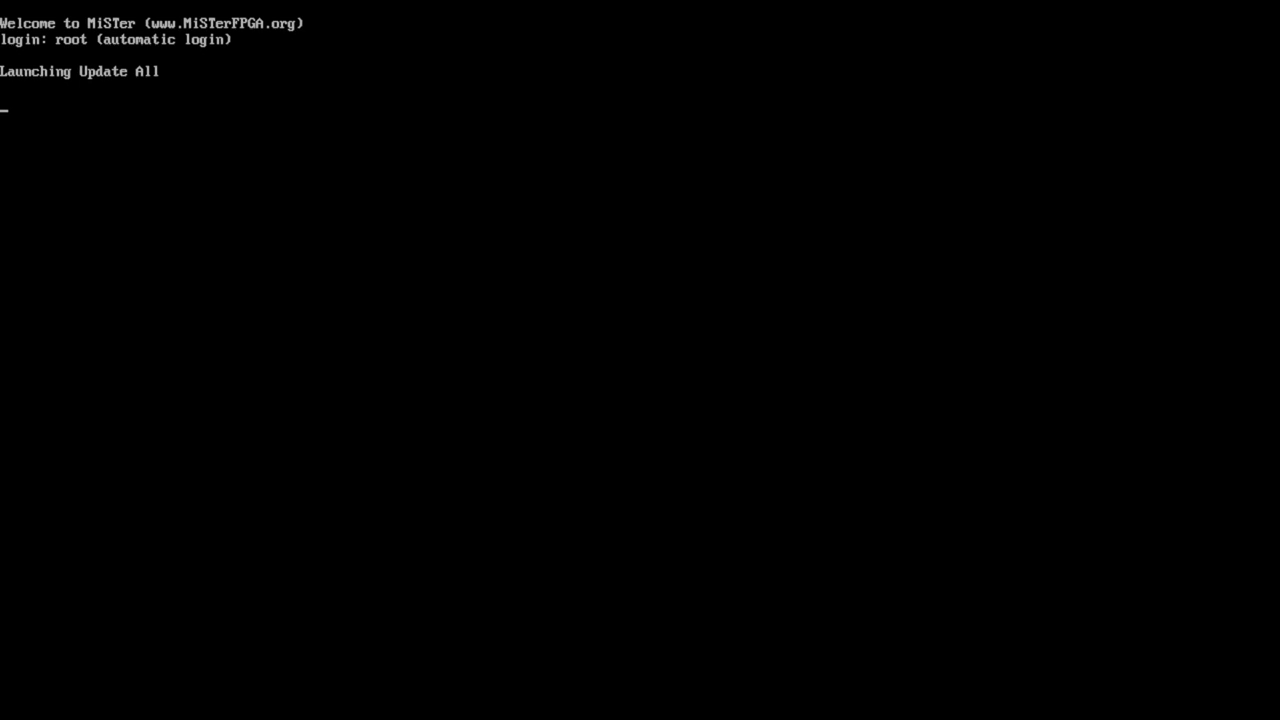 Welcome to MiSTer (www.MiSTerFPGA.org)
login: root (automatic login)
Launching Update All